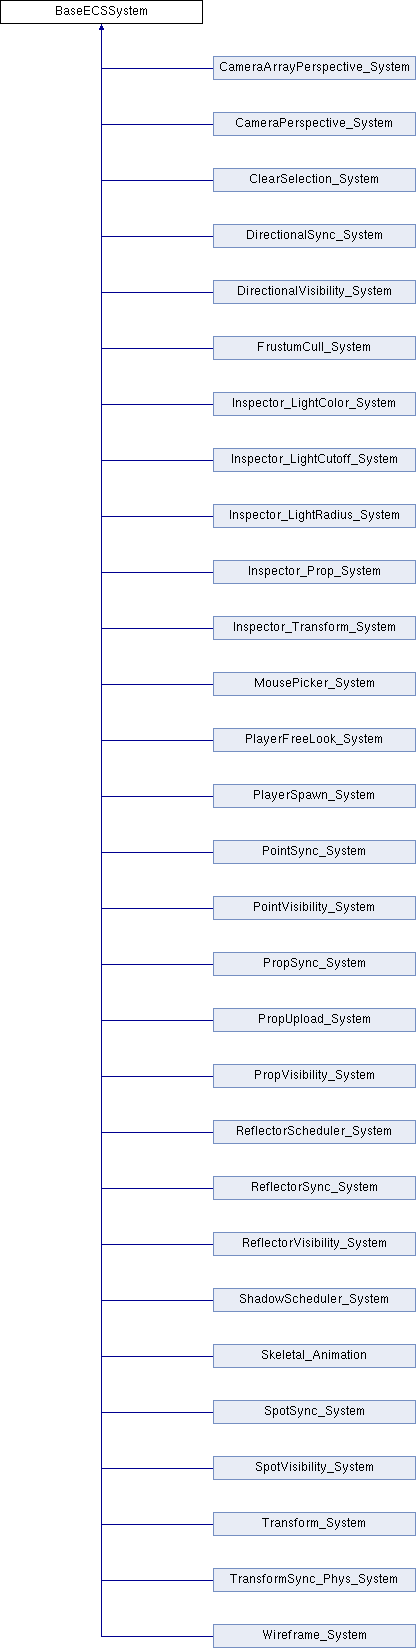 BaseECSSystem
CameraArrayPerspective_System
CameraPerspective_System
ClearSelection_System
DirectionalSync_System
DirectionalVisibility_System
FrustumCull_System
Inspector_LightColor_System
Inspector_LightCutoff_System
Inspector_LightRadius_System
Inspector_Prop_System
Inspector_Transform_System
MousePicker_System
PlayerFreeLook_System
PlayerSpawn_System
PointSync_System
PointVisibility_System
PropSync_System
PropUpload_System
PropVisibility_System
ReflectorScheduler_System
ReflectorSync_System
ReflectorVisibility_System
ShadowScheduler_System
Skeletal_Animation
SpotSync_System
SpotVisibility_System
Transform_System
TransformSync_Phys_System
Wireframe_System